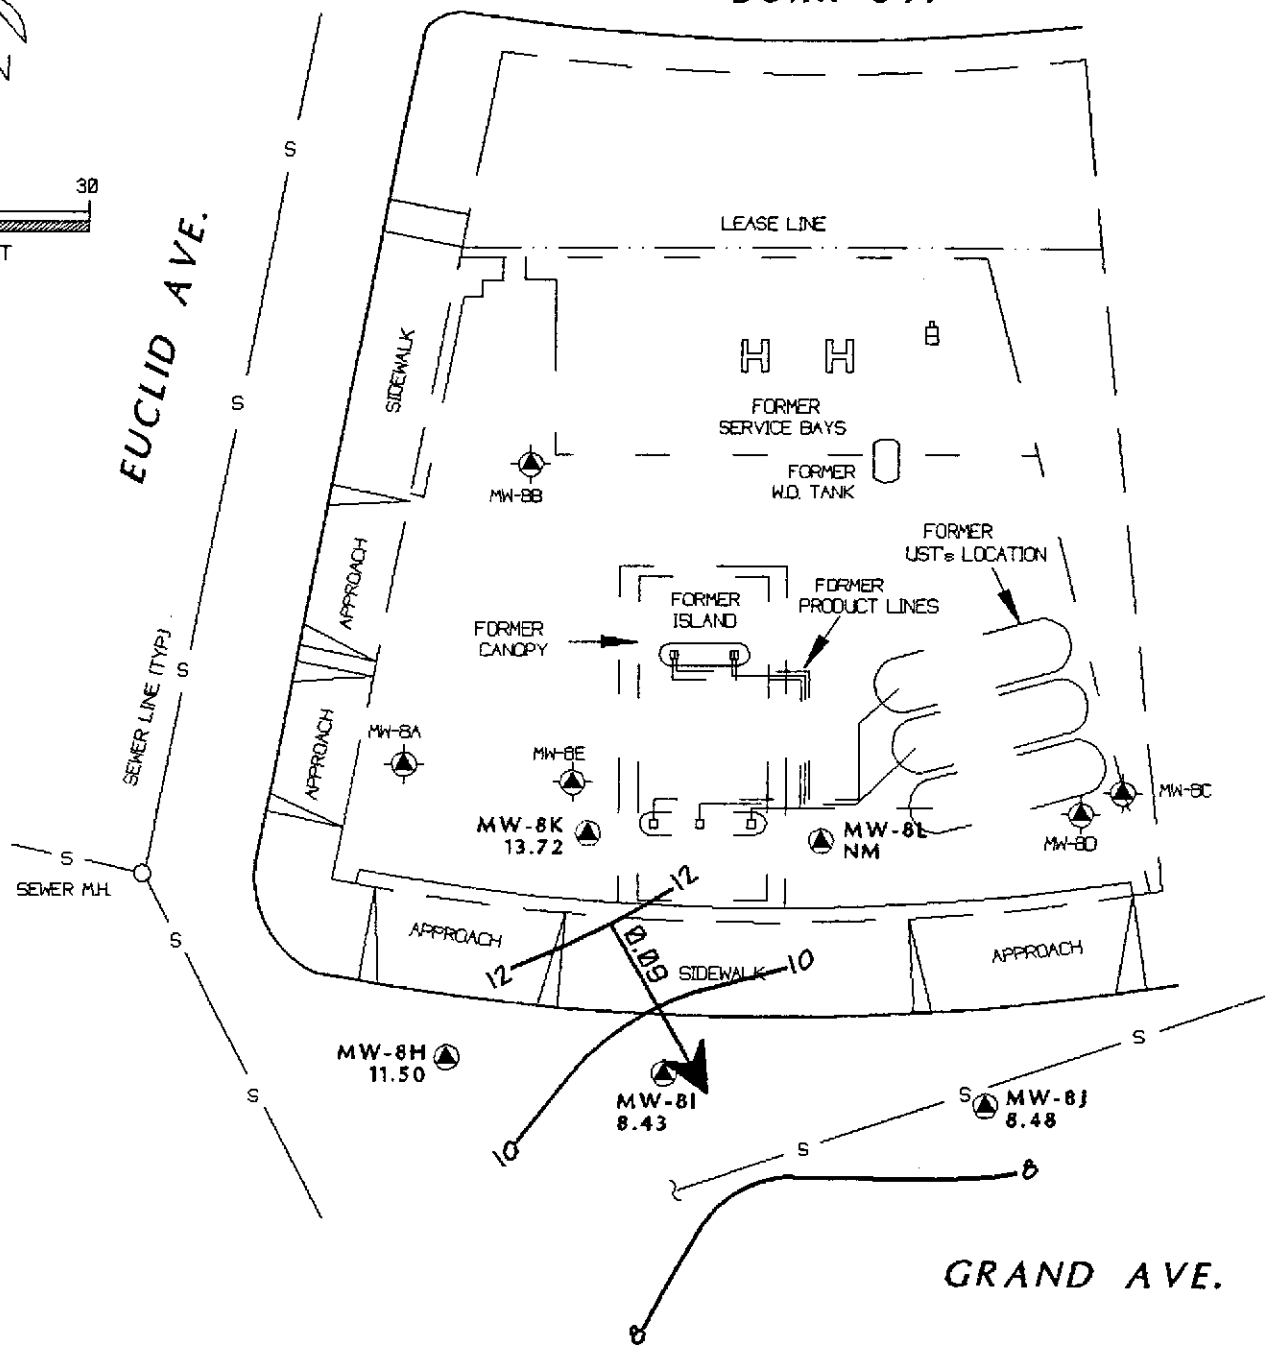 N
30
T
EUCLID AVE.
S
LEASE LINE
S
SIDEWALK
H H
FORMER
SERVICE BAYS
FORMER
W.O. TANK
MW-8B
FORMER
USTs LOCATION
APPROACH
FORMER
ISLAND
FORMER
PRODUCT LINES
FORMER
CANOPY
SEWER LINE (TYP)
S
APPROACH
MW-8A
MW-8E
MW-8C
MW-8D
MW-8K
13.72
MW-8L
NM
S
SEWER M.H.
12
12
0.09
10
APPROACH
SIDEWALK
APPROACH
S
S
MW-8H
11.50
MW-8I
8.43
S
S
MW-8J
8.48
S
10
8
8
GRAND AVE.